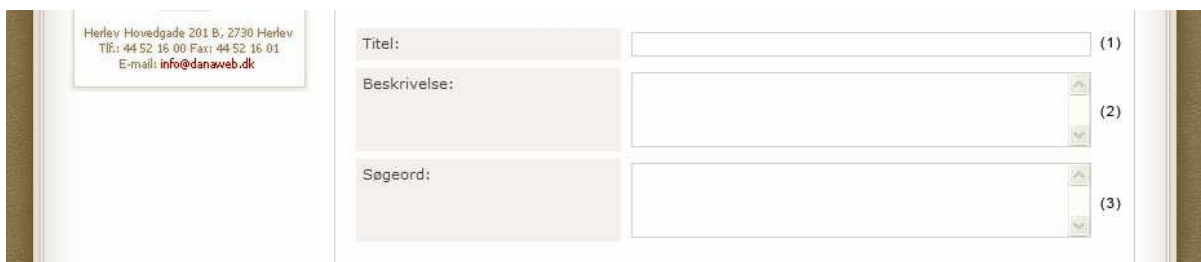 Herlev Hovedgade 201 B, 2730 Herlev
Tlf.: 44 52 16 00 Fax: 44 52 16 01
E-mail: info@danaweb.dk
Titel:
(1)
Beskrivelse:
(2)
Søgeord:
(3)